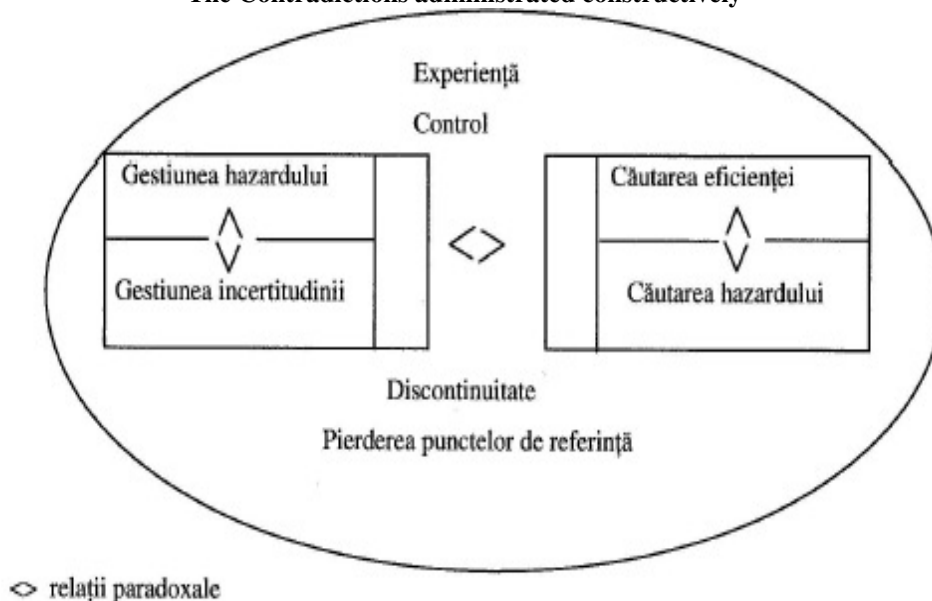 The Contradictions administrated constructively
Experiență
Control
Gestiunea hazardului
Gestiunea incertitudinii
Căutarea eficienței
Căutarea hazardului
Discontinuitate
Pierderea punctelor de referință
<> relații paradoxale